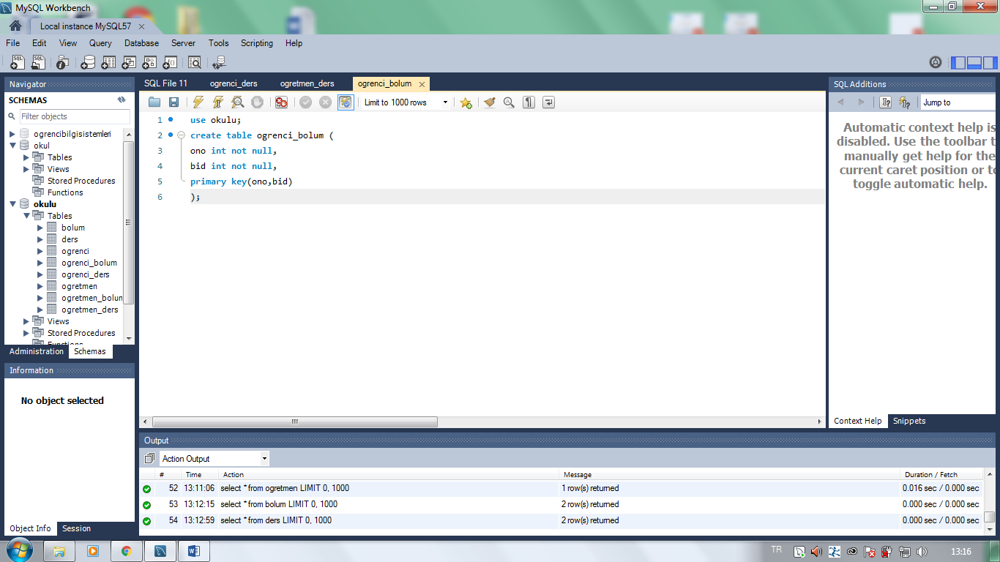 MySQL Workbench
Local instance MySQL57
File Edit View Query Database Server Tools Scripting Help
Navigator
SCHEMAS
Filter objects
ogrencibilgisistemleri
okul
Tables
Views
Stored Procedures
Functions
okulu
Tables
bolum
ders
ogrenci
ogrenci_bolum
ogrenci_ders
ogretmen
ogretmen_bolum
ogretmen_ders
Views
Stored Procedures
Functions
Administration Schemas
Information
No object selected
Object Info Session
SQL File 11 ogrenci_ders ogretmen_ders ogrenci_bolum
Limit to 1000 rows
1 use okulu;
2 create table ogrenci_bolum (
3 ono int not null,
4 bid int not null,
5 primary key(ono,bid)
6 );
SQL Additions
Jump to
Automatic context help is
disabled. Use the toolbar t
manually get help for the
current caret position or to
toggle automatic help.
Context Help Snippets
Output
Action Output
# Time Action Message Duration / Fetch
52 13:11:06 select * from ogretmen LIMIT 0, 1000 1 row(s) returned 0.016 sec / 0.000 sec
53 13:12:15 select * from bolum LIMIT 0, 1000 2 row(s) returned 0.000 sec / 0.000 sec
54 13:12:59 select * from ders LIMIT 0, 1000 2 row(s) returned 0.000 sec / 0.000 sec
TR 13:16